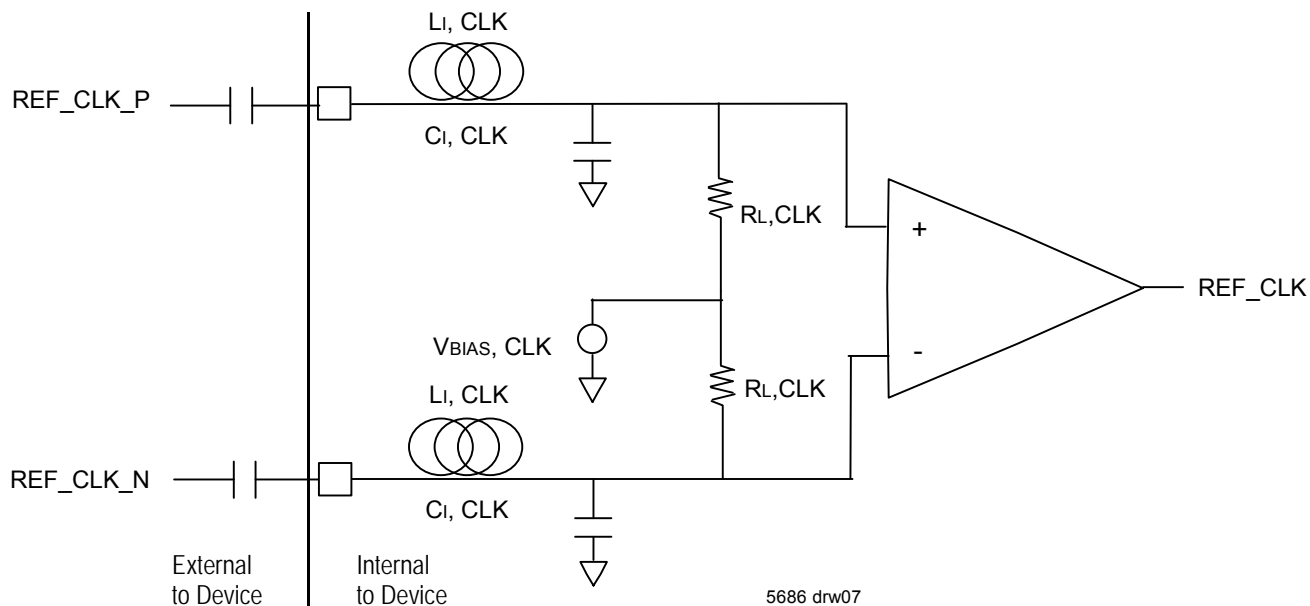 LI, CLK
REF_CLK_P
CI, CLK
RL,CLK
+
REF_CLK
-
VBIAS, CLK
RL,CLK
LI, CLK
REF_CLK_N
CI, CLK
External
to Device
Internal
to Device
5686 drw07